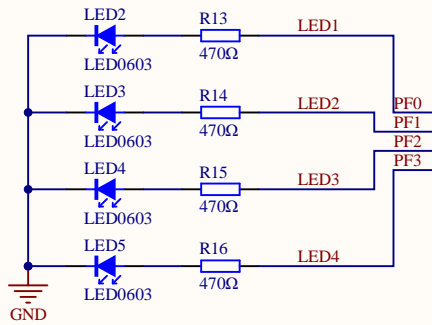 LED2
R13
LED1
LED0603
470Ω
LED3
R14
LED2
PF0
LED0603
470Ω
PF1
LED4
R15
PF2
LED3
PF3
LED0603
470Ω
LED5
R16
LED4
LED0603
470Ω
GND